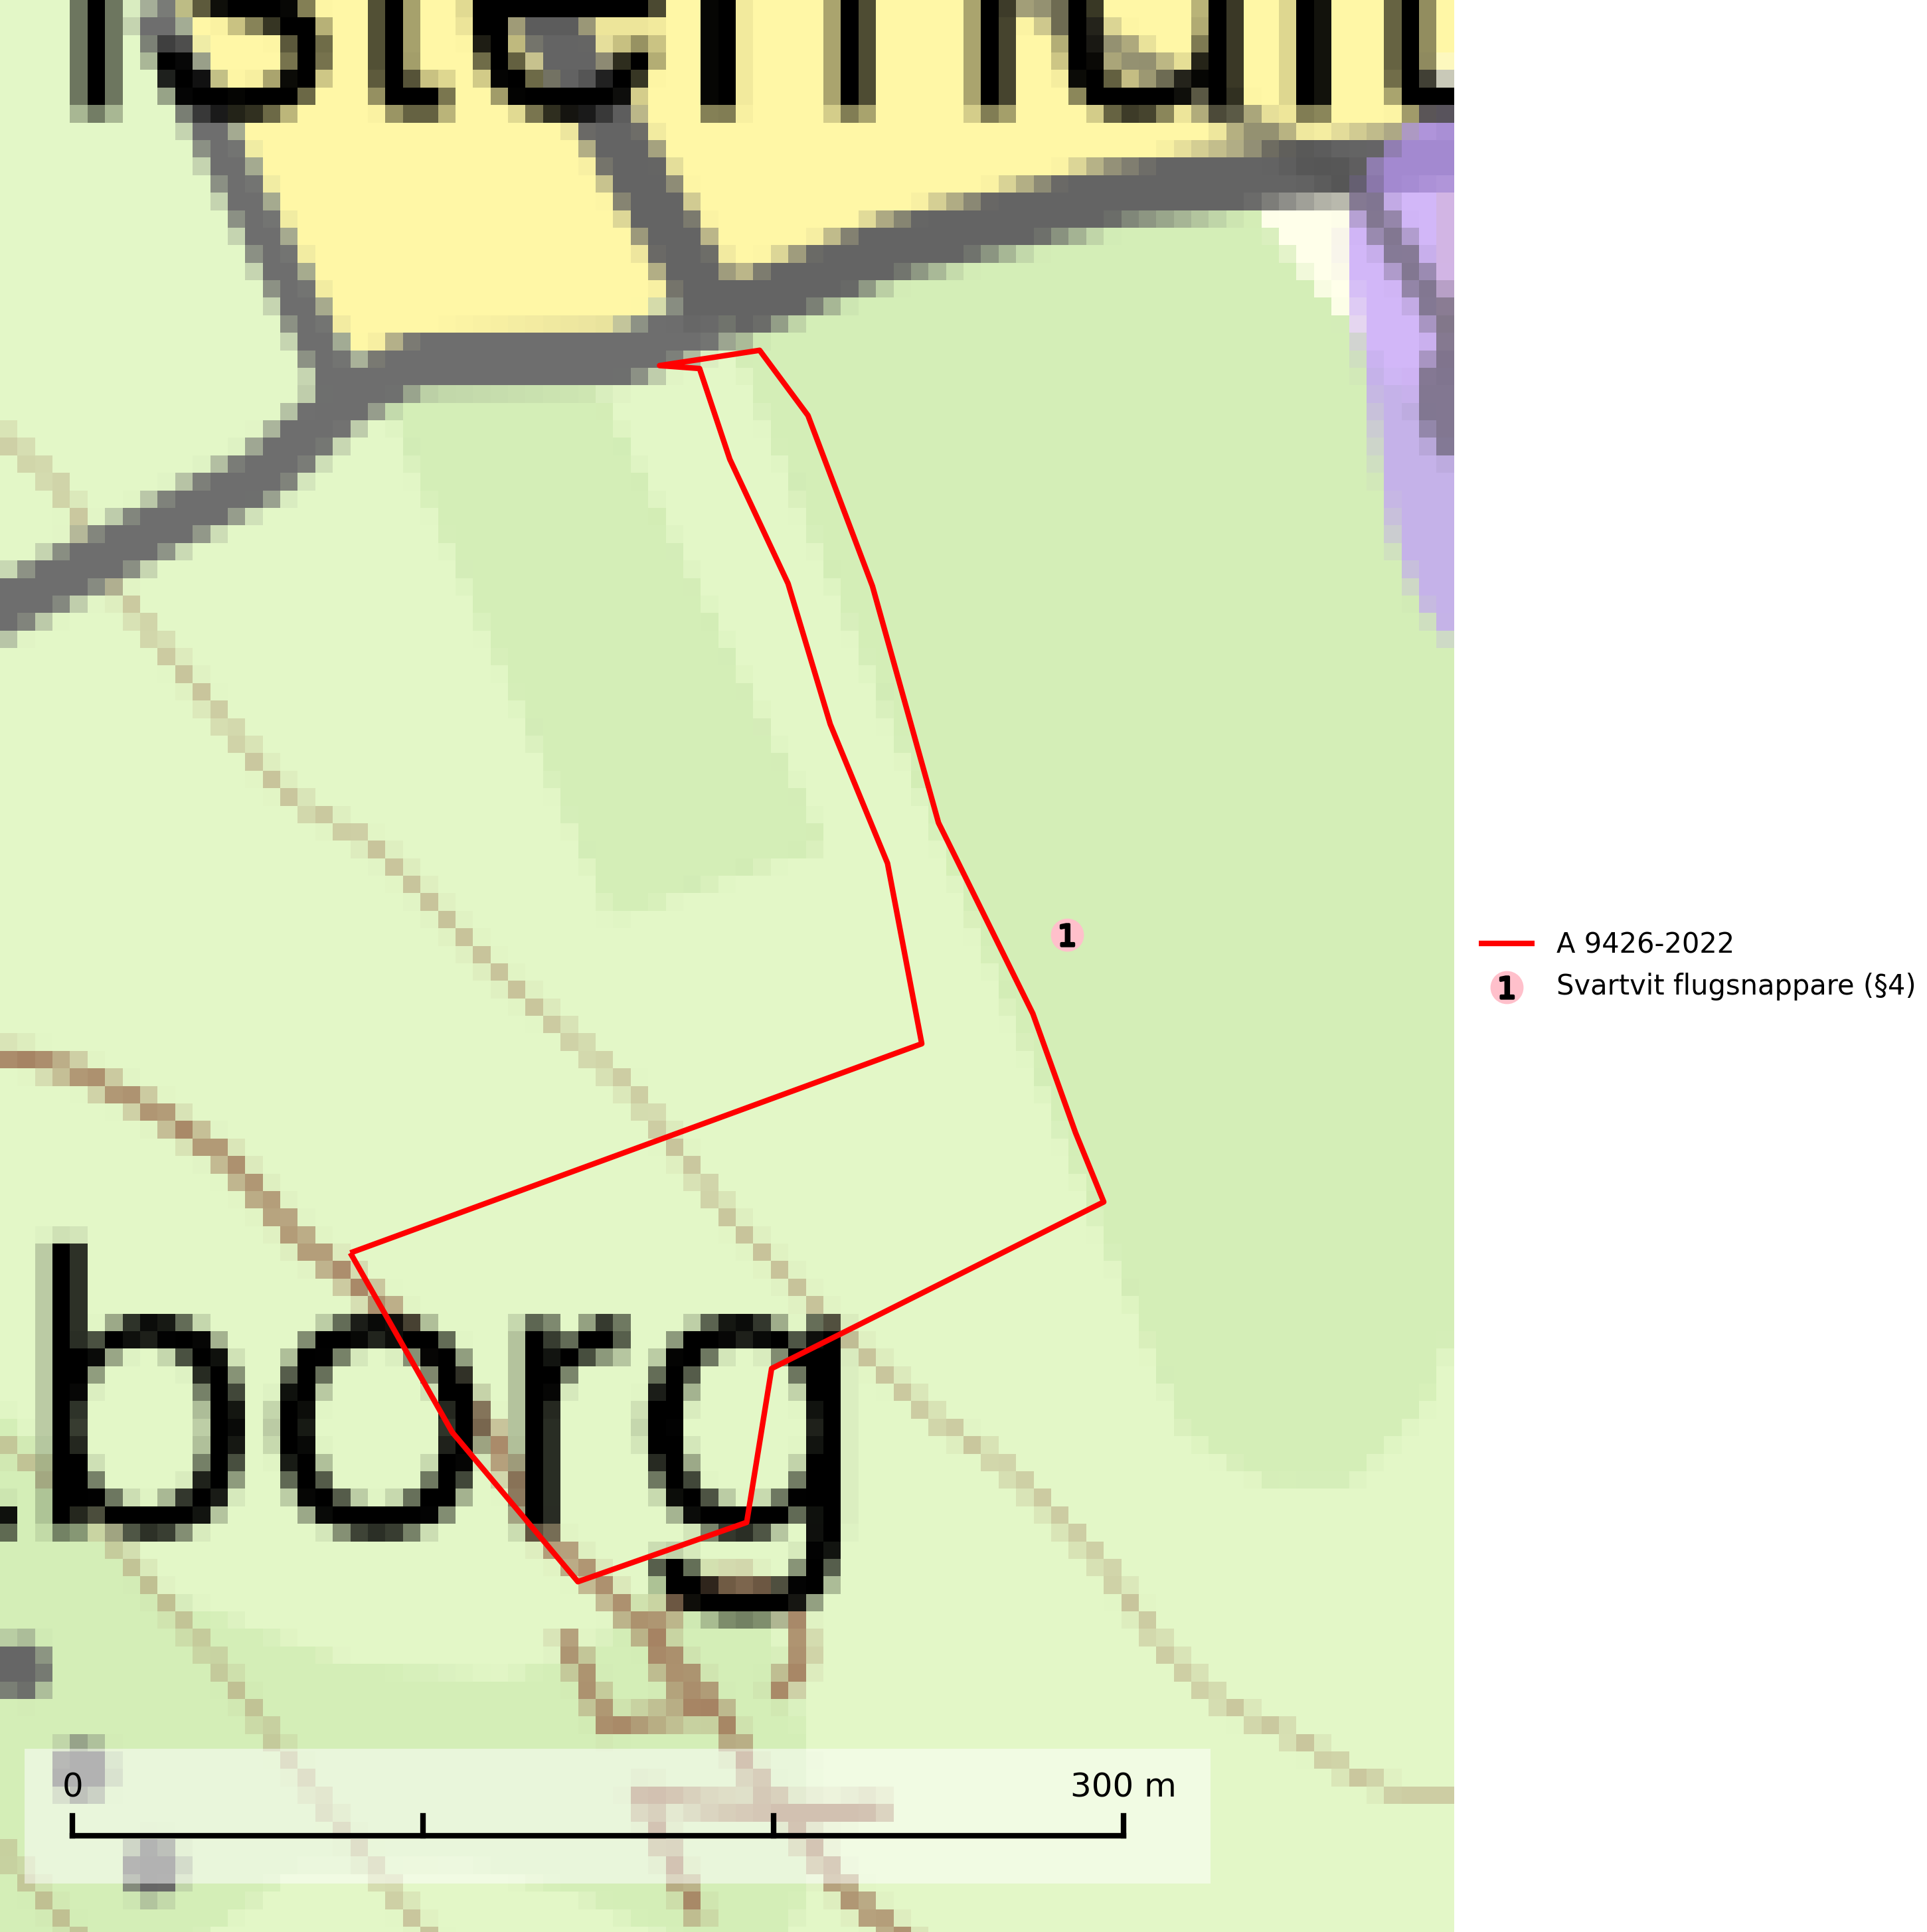 borg
A 9426-2022
1 Svartvit flugsnappare (§4)
1
0 300 m